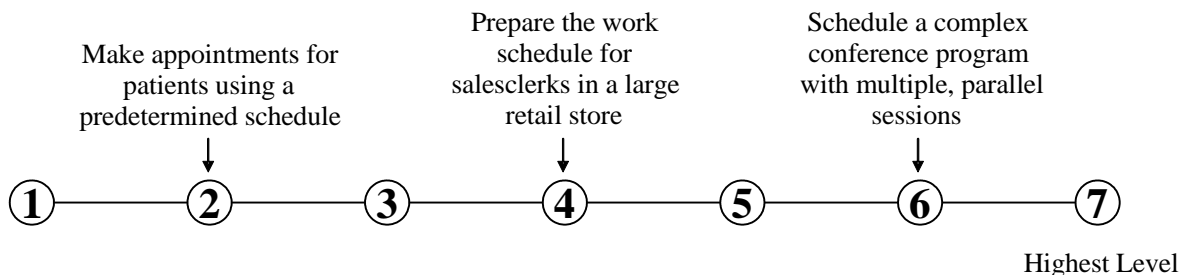 Make appointments for
patients using a
predetermined schedule
Prepare the work
schedule for
salesclerks in a large
retail store
Schedule a complex
conference program
with multiple, parallel
sessions
1 2 3 4 5 6 7
Highest Level